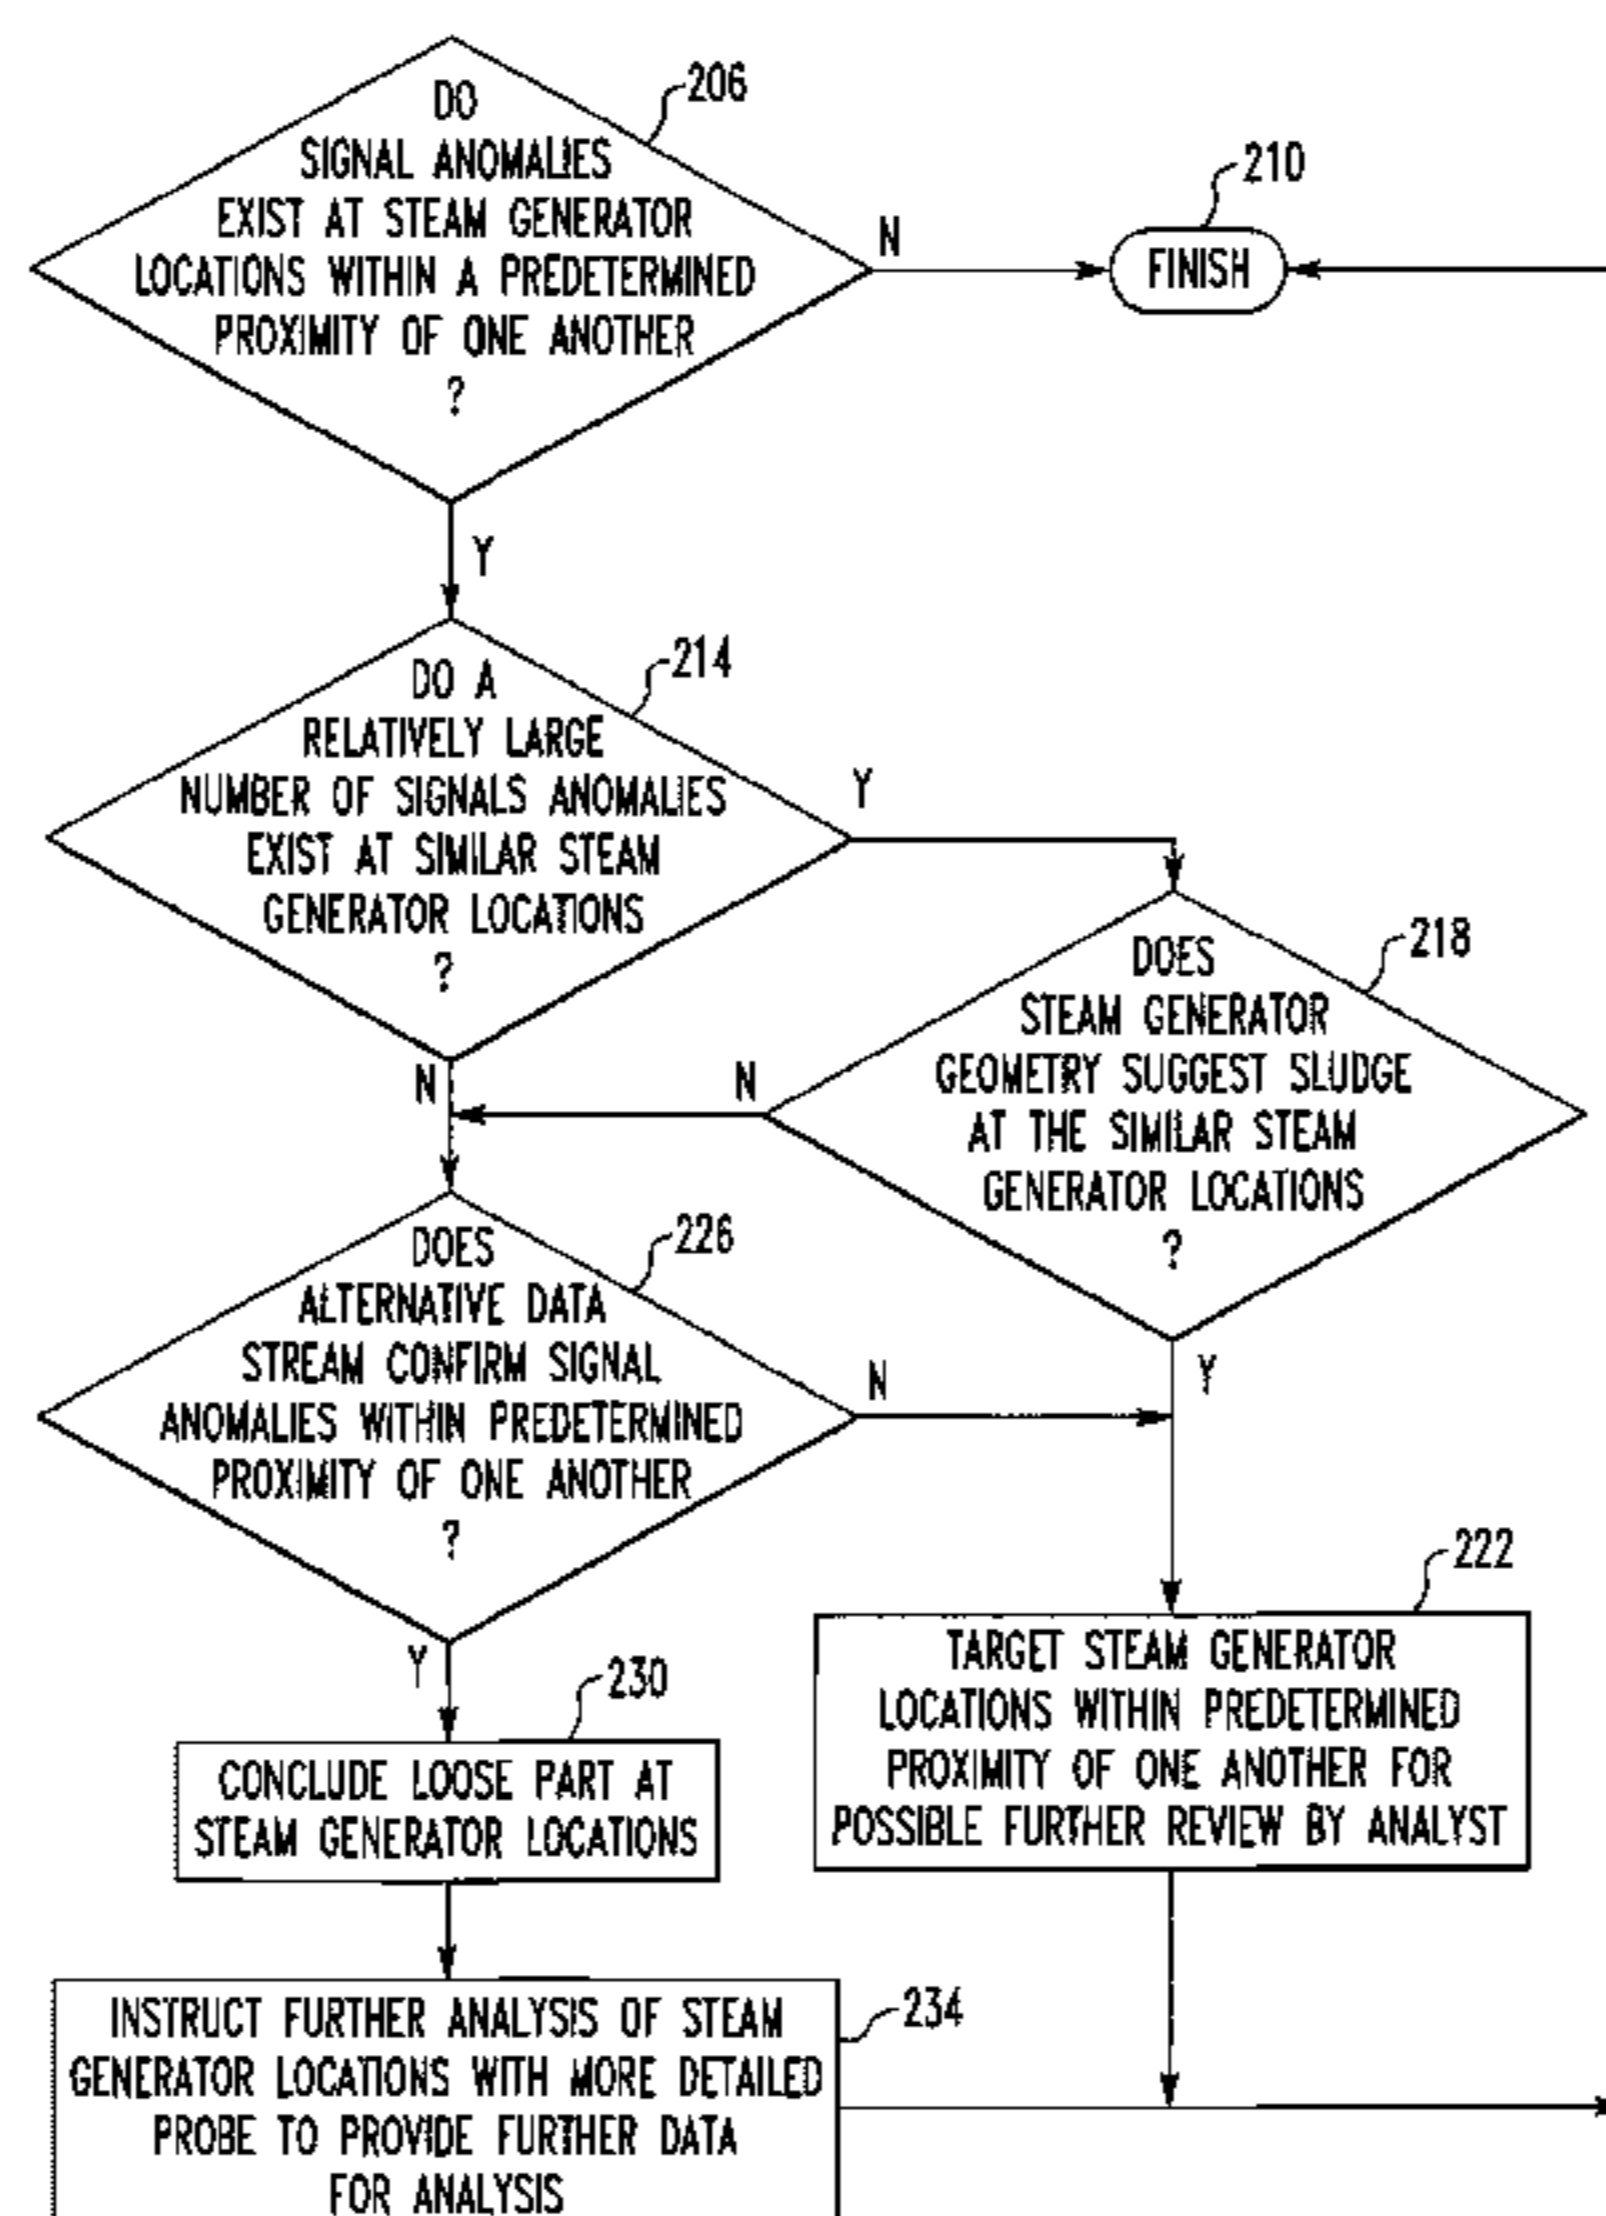 DO
SIGNAL ANOMALIES
EXIST AT STEAM GENERATOR
LOCATIONS WITHIN A PREDETERMINED
PROXIMITY OF ONE ANOTHER
?
206
N
210
FINISH
Y
DO A
RELATIVELY LARGE
NUMBER OF SIGNALS ANOMALIES
EXIST AT SIMILAR STEAM
GENERATOR LOCATIONS
?
214
Y
N
DOES
STEAM GENERATOR
GEOMETRY SUGGEST SLUDGE
AT THE SIMILAR STEAM
GENERATOR LOCATIONS
?
218
N
Y
DOES
ALTERNATIVE DATA
STREAM CONFIRM SIGNAL
ANOMALIES WITHIN PREDETERMINED
PROXIMITY OF ONE ANOTHER
?
226
N
Y
222
TARGET STEAM GENERATOR
LOCATIONS WITHIN PREDETERMINED
PROXIMITY OF ONE ANOTHER FOR
POSSIBLE FURTHER REVIEW BY ANALYST
230
CONCLUDE LOOSE PART AT
STEAM GENERATOR LOCATIONS
234
INSTRUCT FURTHER ANALYSIS OF STEAM
GENERATOR LOCATIONS WITH MORE DETAILED
PROBE TO PROVIDE FURTHER DATA
FOR ANALYSIS